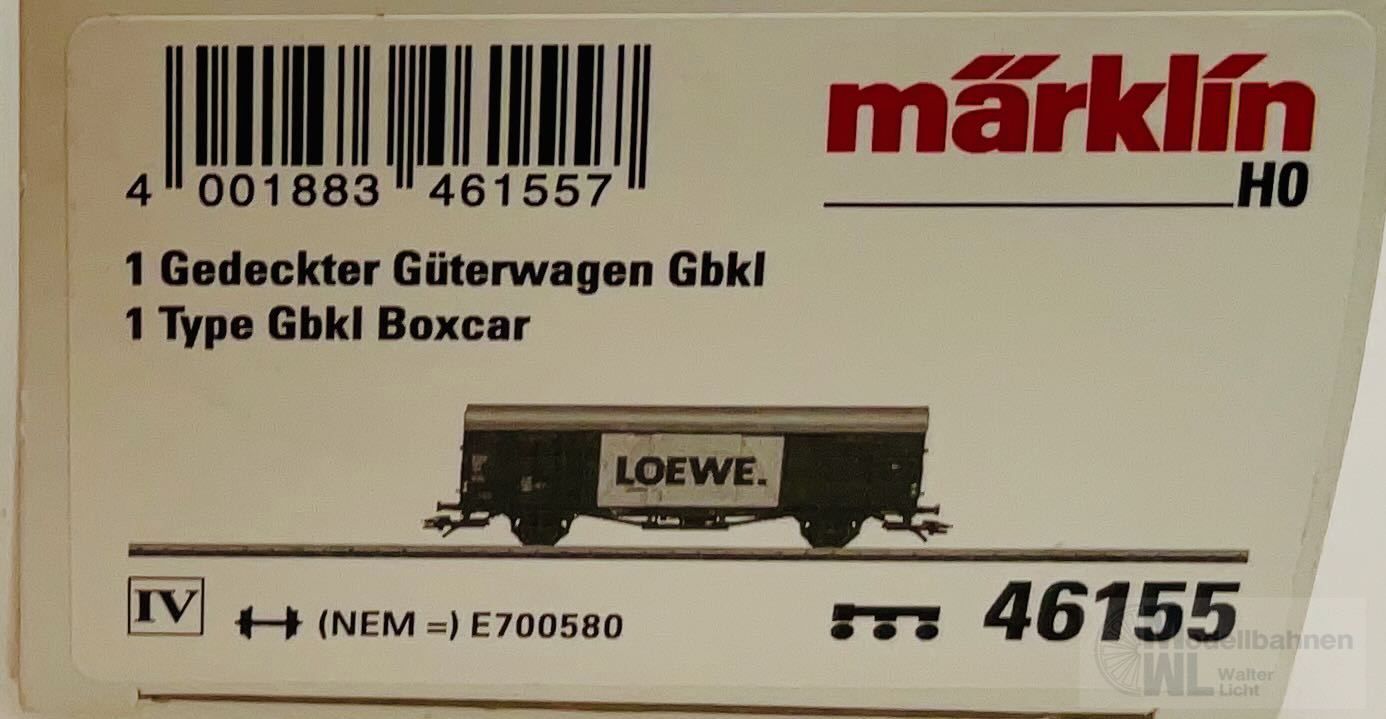 4 001883 461557
märklín
H0
1 Gedeckter Güterwagen Gbkl
1 Type Gbkl Boxcar
LOEWE.
IV (NEM =) E700580
46155
Modellbahnen
WL Walter
Licht